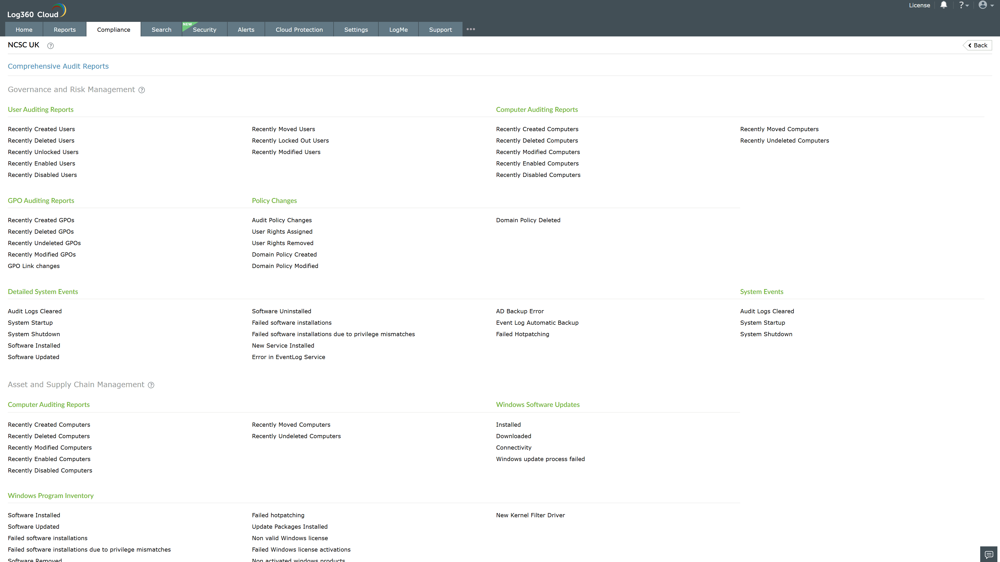 Log360 Cloud
License
Home Reports Compliance Search NEW Security Alerts Cloud Protection Settings LogMe Support
NCSC UK
Back
Comprehensive Audit Reports
Governance and Risk Management
User Auditing Reports Computer Auditing Reports
Recently Created Users Recently Moved Users Recently Created Computers Recently Moved Computers
Recently Deleted Users Recently Locked Out Users Recently Deleted Computers Recently Undeleted Computers
Recently Unlocked Users Recently Modified Users Recently Modified Computers
Recently Enabled Users Recently Enabled Computers
Recently Disabled Users Recently Disabled Computers
GPO Auditing Reports Policy Changes
Recently Created GPOs Audit Policy Changes Domain Policy Deleted
Recently Deleted GPOs User Rights Assigned
Recently Undeleted GPOs User Rights Removed
Recently Modified GPOs Domain Policy Created
GPO Link changes Domain Policy Modified
Detailed System Events System Events
Audit Logs Cleared Software Uninstalled AD Backup Error Audit Logs Cleared
System Startup Failed software installations Event Log Automatic Backup System Startup
System Shutdown Failed software installations due to privilege mismatches Failed Hotpatching System Shutdown
Software Installed New Service Installed
Software Updated Error in EventLog Service
Asset and Supply Chain Management
Computer Auditing Reports Windows Software Updates
Recently Created Computers Recently Moved Computers Installed
Recently Deleted Computers Recently Undeleted Computers Downloaded
Recently Modified Computers Connectivity
Recently Enabled Computers Windows update process failed
Recently Disabled Computers
Windows Program Inventory
Software Installed Failed hotpatching New Kernel Filter Driver
Software Updated Update Packages Installed
Failed software installations Non valid Windows license
Failed software installations due to privilege mismatches Failed Windows license activations
Software Removed Non activated windows products